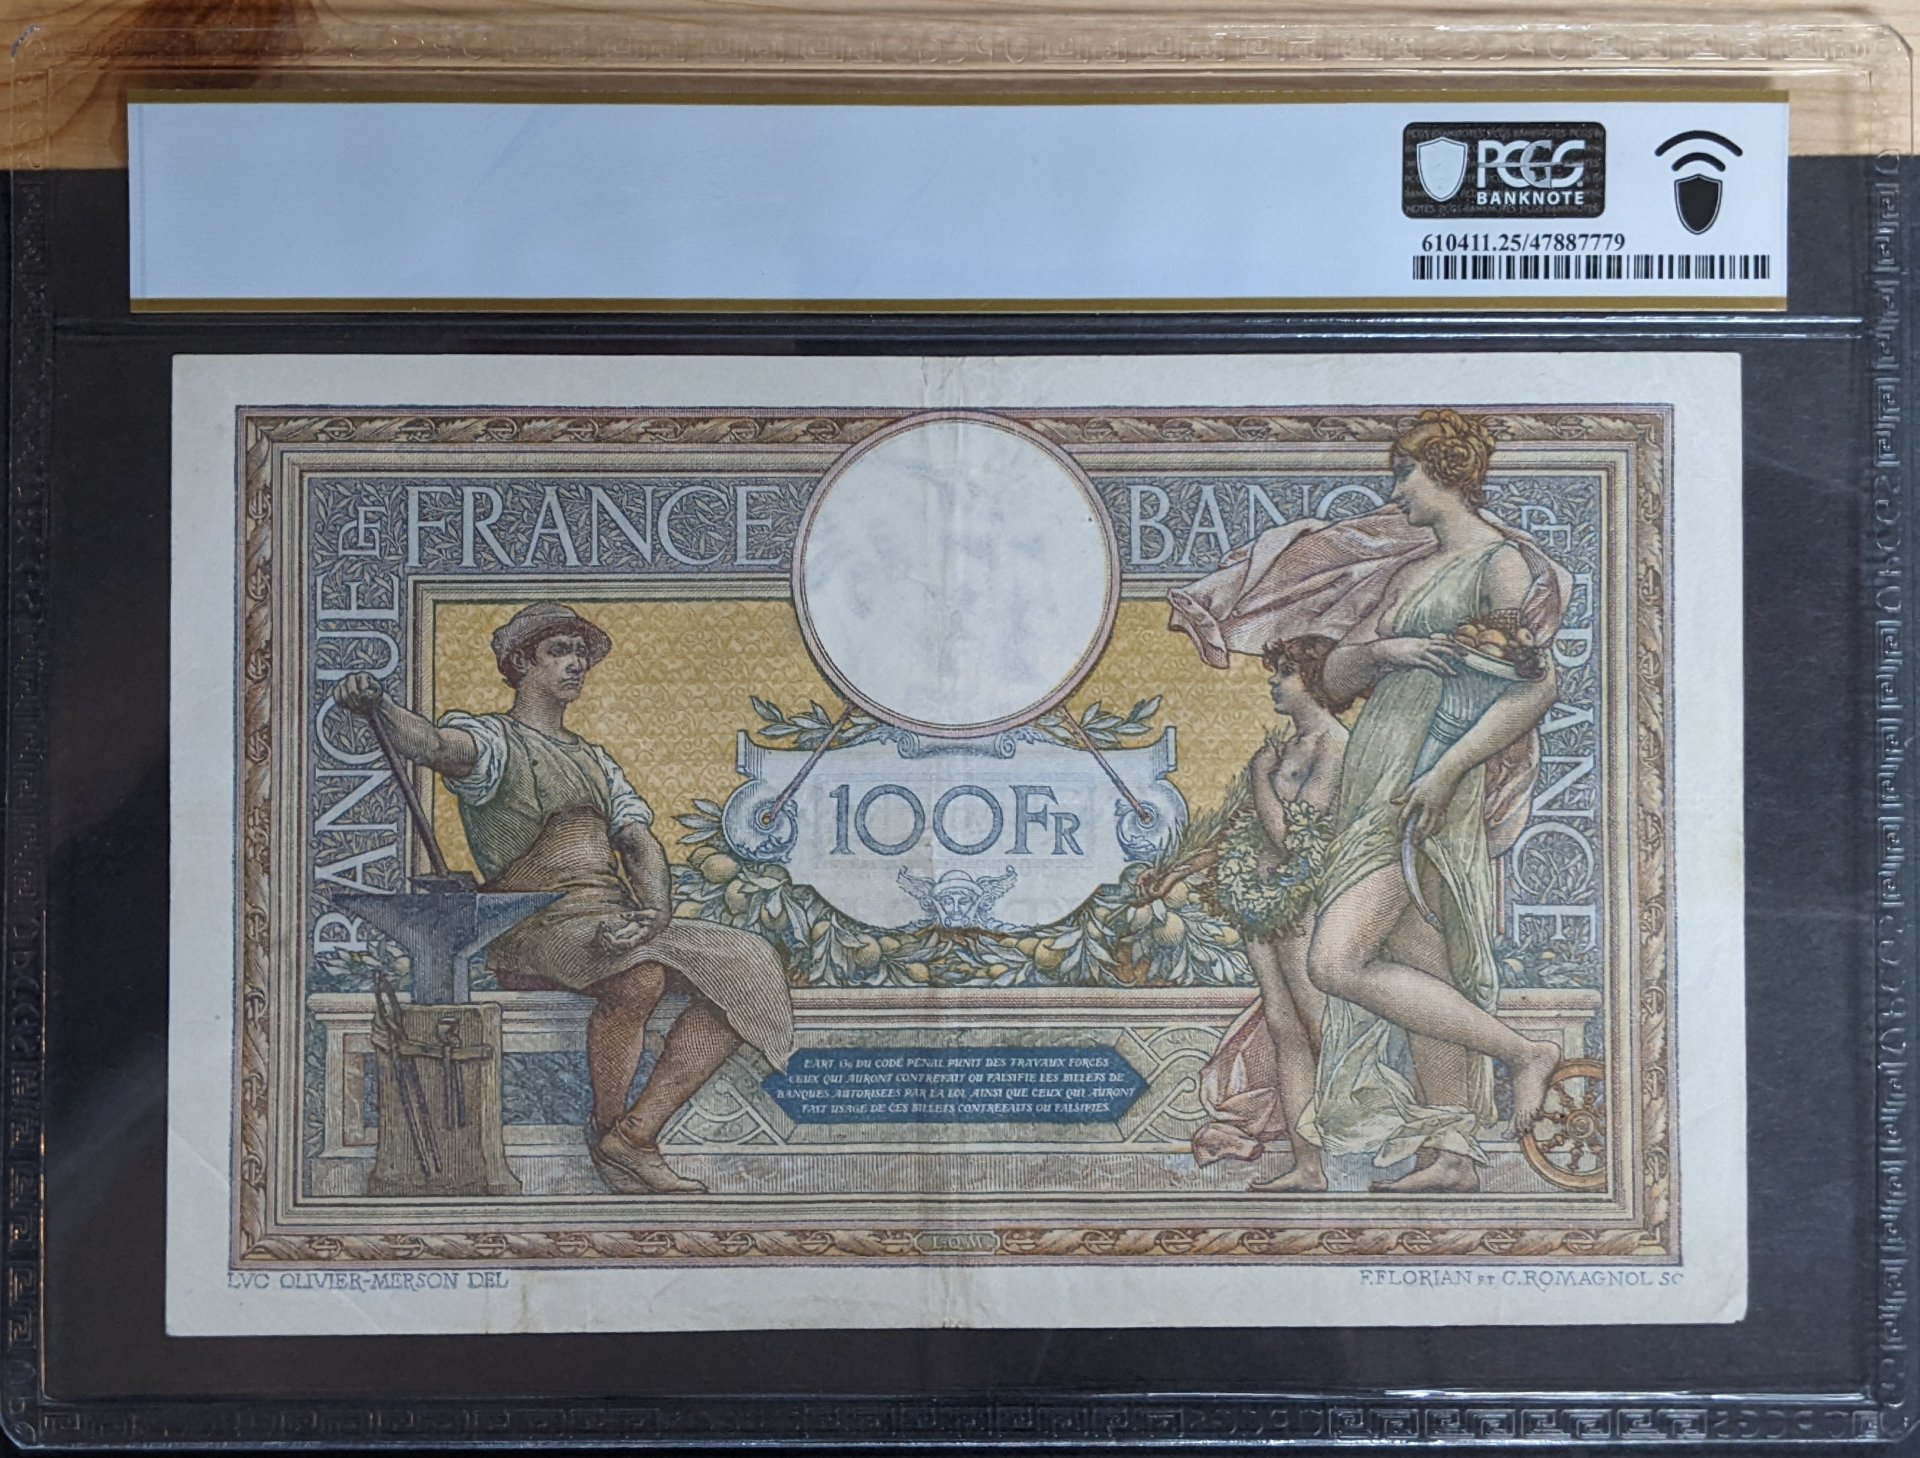 PCGS
BANKNOTE
610411.25/47887779
BANQUE DE FRANCE
BANQUE DE FRANCE
100FR
L'ART 139 DU CODE PÉNAL PUNIT DES TRAVAUX FORCÉS
CEUX QUI AURONT CONTREFAIT OU FALSIFIÉ LES BILLETS DE
BANQUES AUTORISÉES PAR LA LOI, AINSI QUE CEUX QUI AURONT
FAIT USAGE DE CES BILLETS CONTREFAITS OU FALSIFIÉS.
L·O·M
LVC OLIVIER-MERSON DEL
F.FLORIAN ET C.ROMAGNOL SC